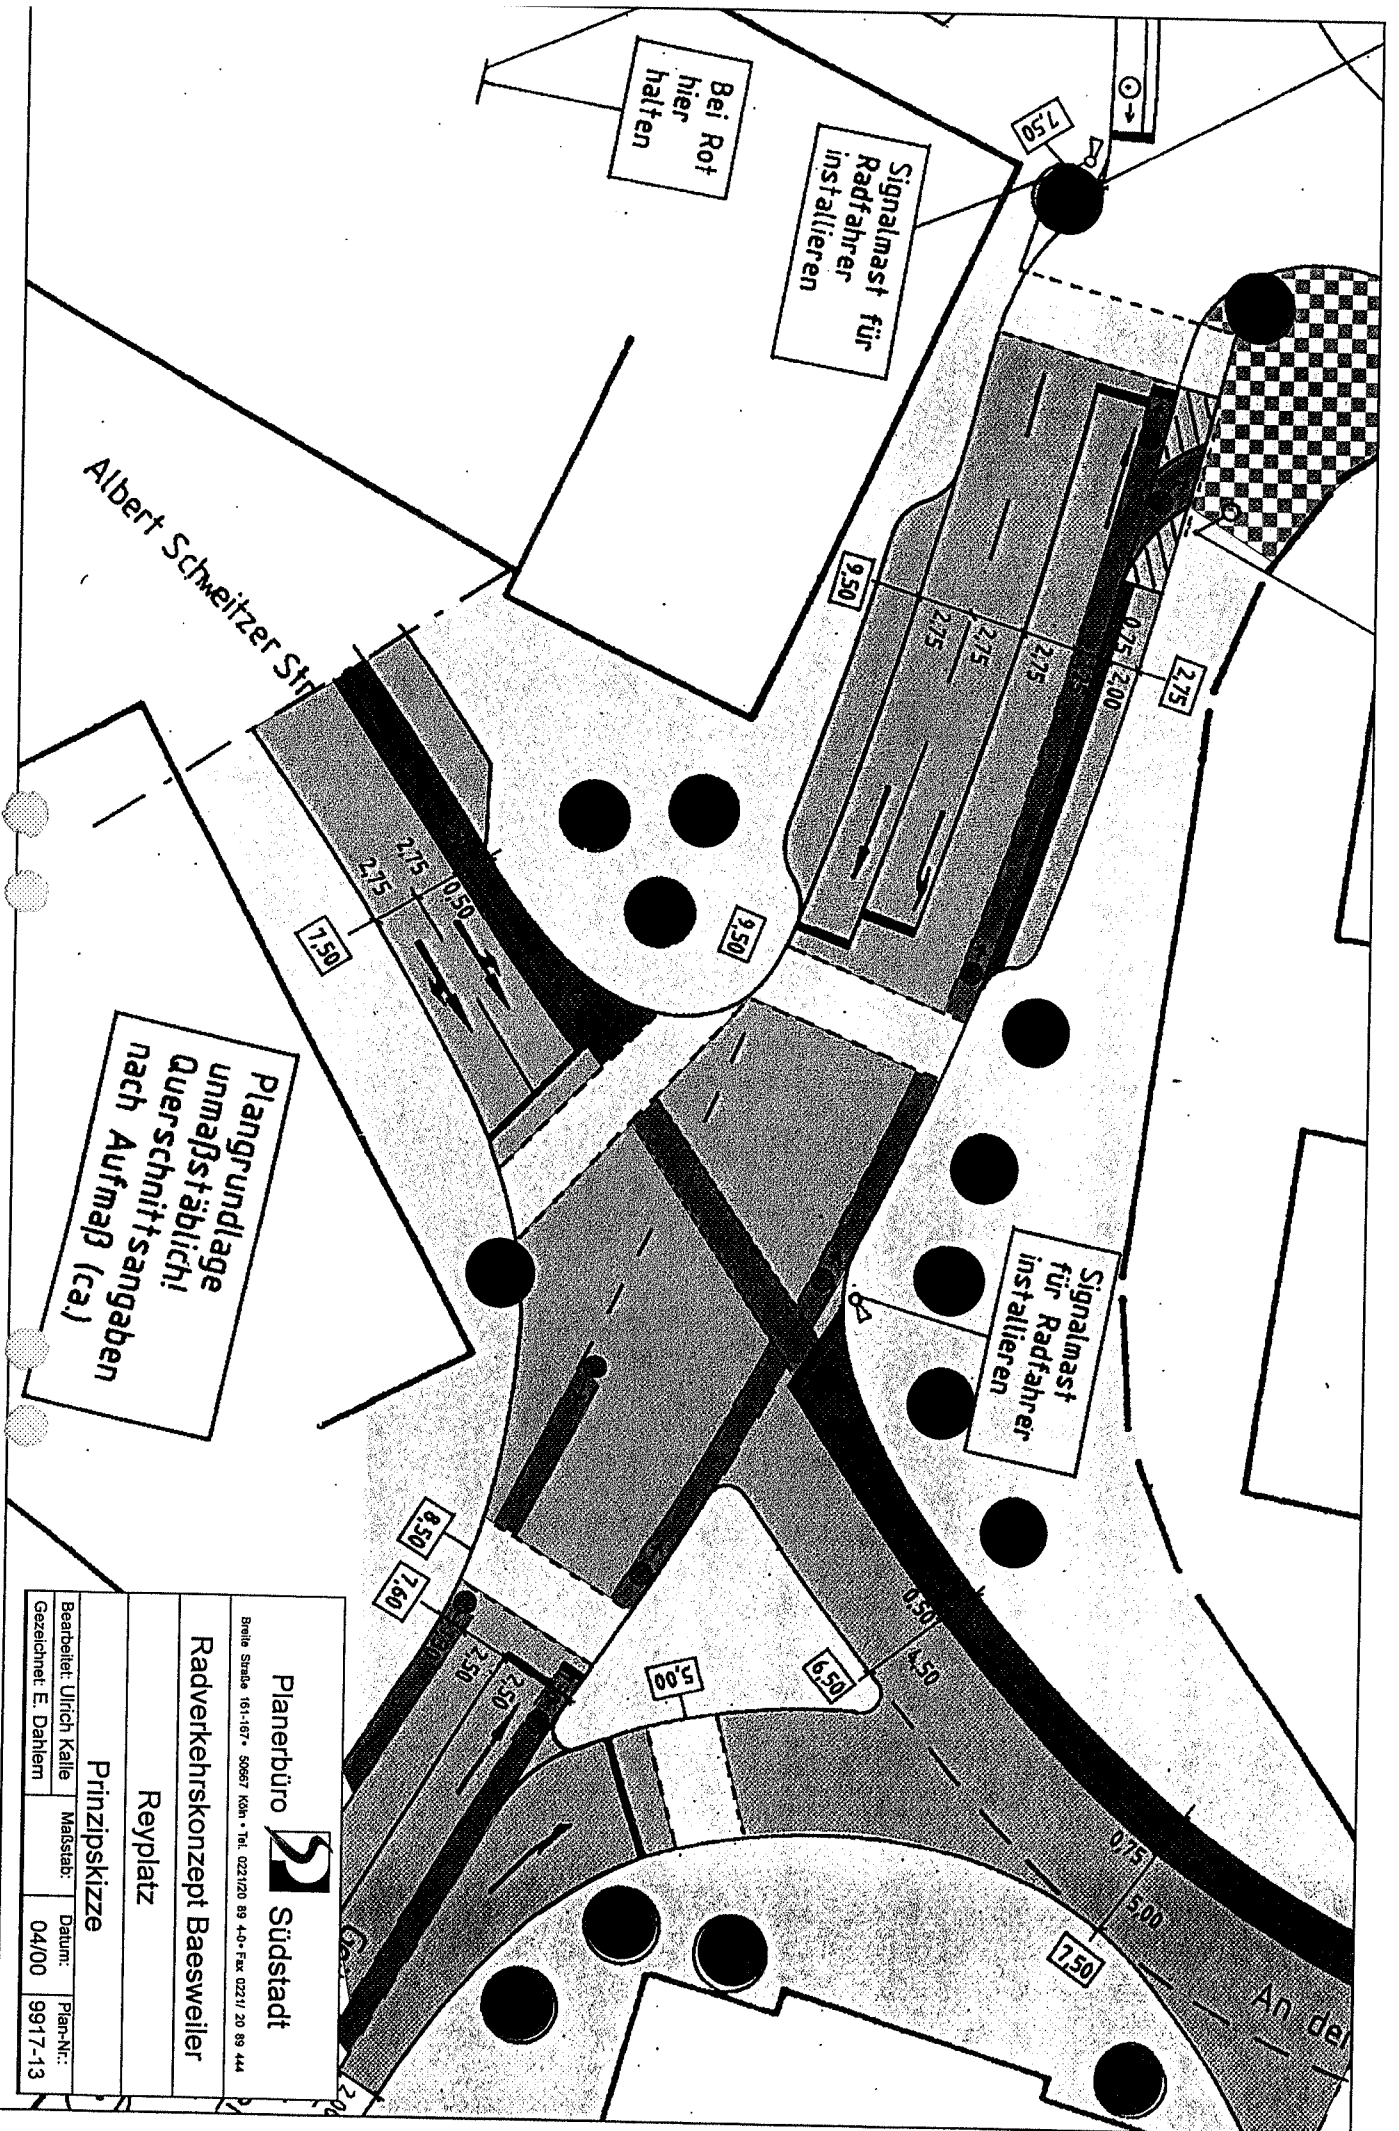 Bei Rot
hier
halten
Signalmast für
Radfahrer
installieren
1,50
Albert Schweitzer Str.
9,50
2,75
2,75
2,75
0,75
2,00
2,75
9,50
2,75
2,75
0,50
7,50
Plangrundlage
unmaßstäblich!
Querschnittsangaben
nach Aufmaß (ca.)
Signalmast
für Radfahrer
installieren
8,50
7,60
2,50
2,50
5,00
6,50
0,50
4,50
0,75
5,00
7,50
An der
Planerbüro Südstadt
Breite Straße 161-167 • 50667 Köln • Tel. 0221/20 89 4-0 • Fax 0221/ 20 89 444
Radverkehrskonzept Baesweiler
Reyplatz
Prinzipskizze
Bearbeitet: Ulrich Kalle
Gezeichnet: E. Dahlem
Maßstab:
Datum:
04/00
Plan-Nr.:
9917-13